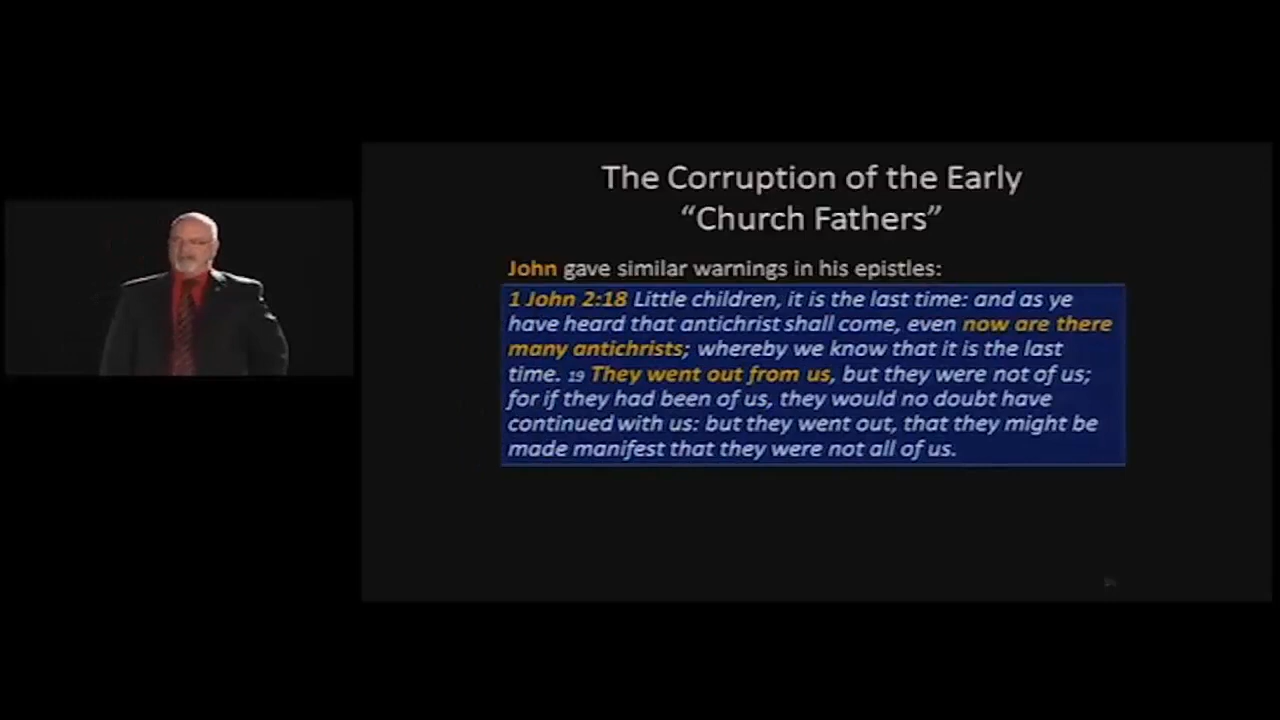 The Corruption of the Early
“Church Fathers”
John gave similar warnings in his epistles:
1 John 2:18 Little children, it is the last time: and as ye
have heard that antichrist shall come, even now are there
many antichrists; whereby we know that it is the last
time. 19 They went out from us, but they were not of us;
for if they had been of us, they would no doubt have
continued with us: but they went out, that they might be
made manifest that they were not all of us.